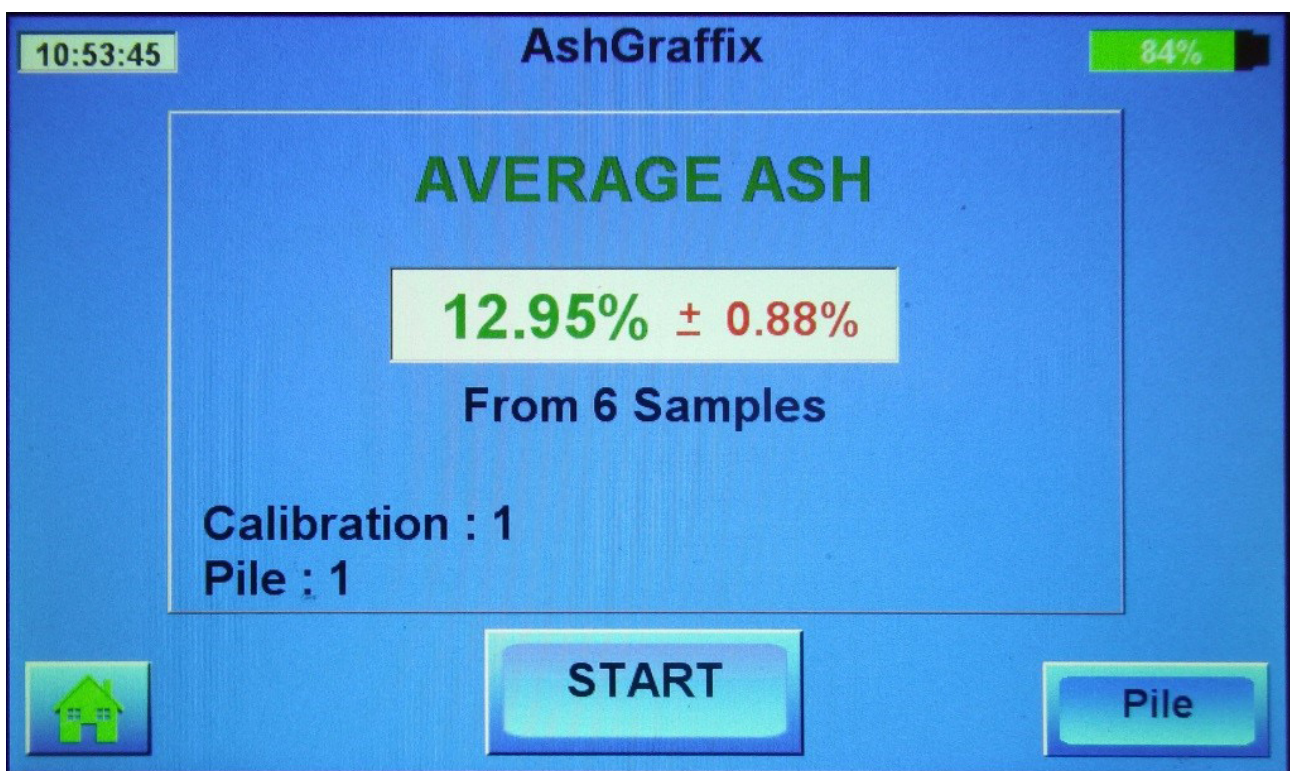 10:53:45
AshGraffix
84%
AVERAGE ASH
12.95% ± 0.88%
From 6 Samples
Calibration : 1
Pile : 1
START
Pile